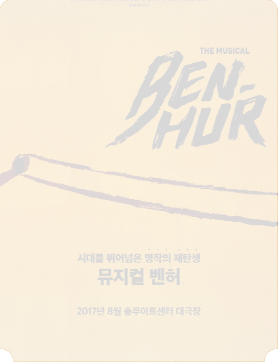 THE MUSICAL
BEN-
HUR
시대를 뛰어넘은 명작의 재탄생
뮤지컬 벤허
2017년 8월 충무아트센터 대극장